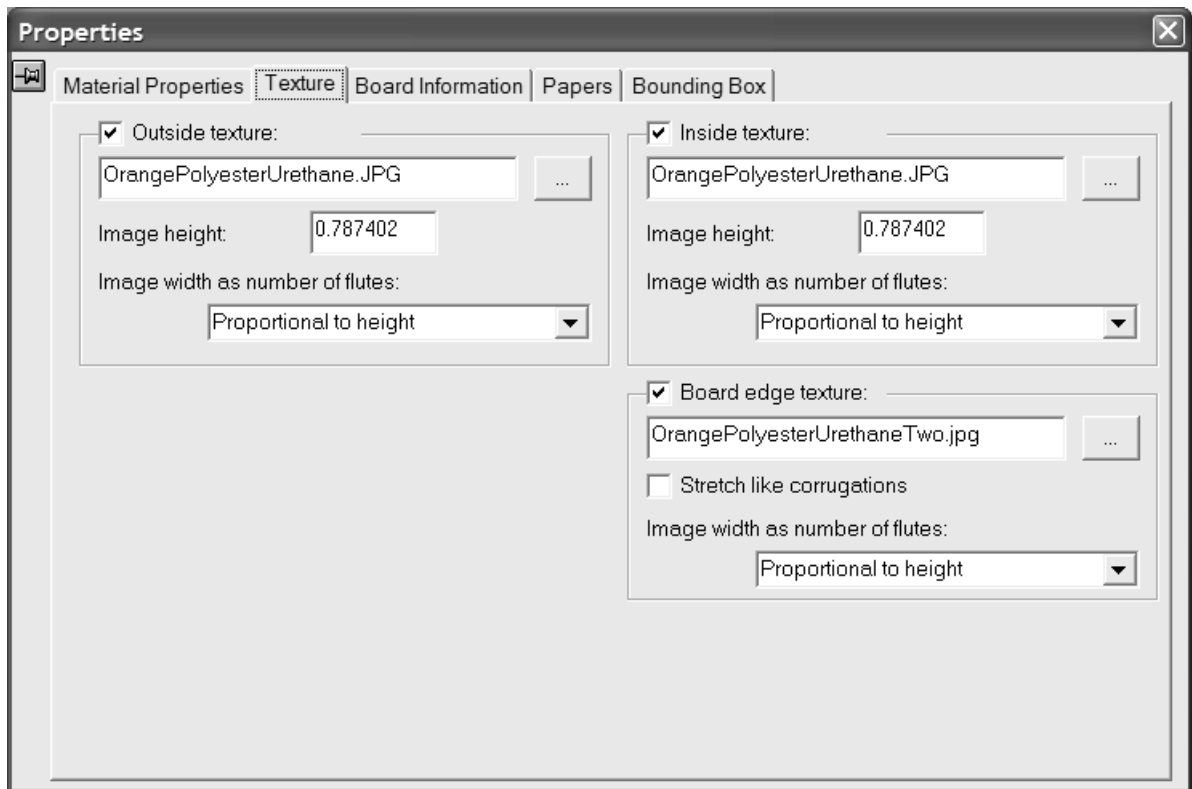 Properties
Material Properties Texture Board Information Papers Bounding Box
Outside texture:
OrangePolyesterUrethane.JPG ...
Image height: 0.787402
Image width as number of flutes:
Proportional to height
Inside texture:
OrangePolyesterUrethane.JPG ...
Image height: 0.787402
Image width as number of flutes:
Proportional to height
Board edge texture:
OrangePolyesterUrethaneTwo.jpg ...
Stretch like corrugations
Image width as number of flutes:
Proportional to height